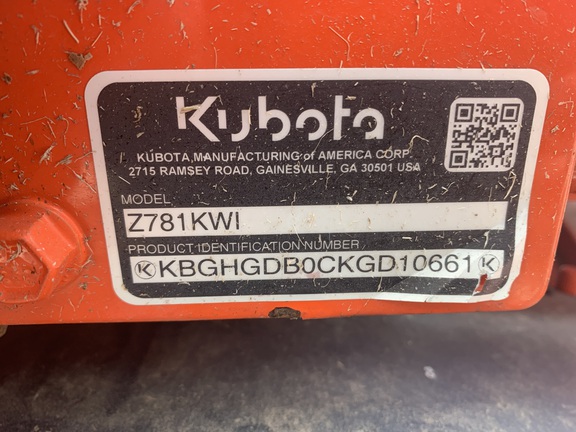 Kubota
KUBOTA MANUFACTURING of AMERICA CORP
2715 RAMSEY ROAD, GAINESVILLE, GA 30501 USA
MODEL
Z781KWI
PRODUCT IDENTIFICATION NUMBER
KBGHGDB0CKGD10661